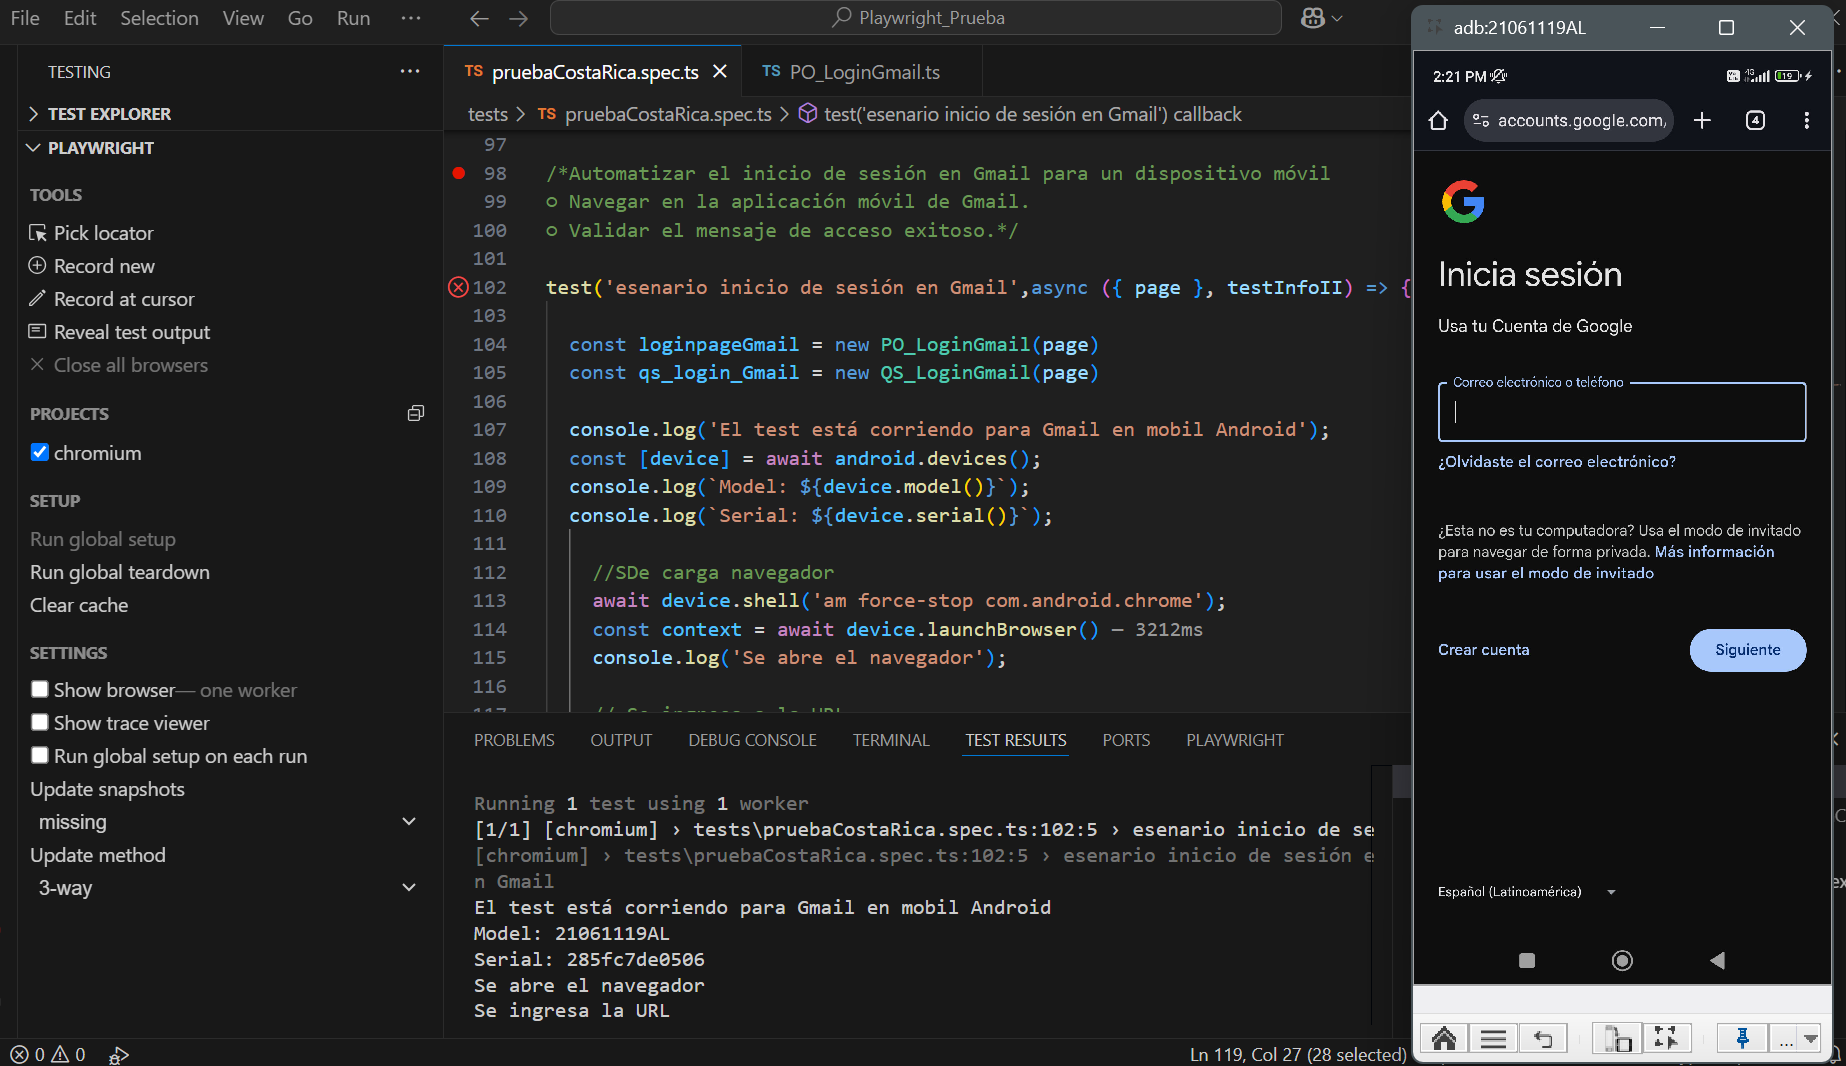 File Edit Selection View Go Run ···
Playwright_Prueba
TESTING
TEST EXPLORER
PLAYWRIGHT
TOOLS
Pick locator
Record new
Record at cursor
Reveal test output
Close all browsers
PROJECTS
chromium
SETUP
Run global setup
Run global teardown
Clear cache
SETTINGS
Show browser— one worker
Show trace viewer
Run global setup on each run
Update snapshots
missing
Update method
3-way
TS pruebaCostaRica.spec.ts
TS PO_LoginGmail.ts
tests > TS pruebaCostaRica.spec.ts > test('esenario inicio de sesión en Gmail') callback
97
98 /*Automatizar el inicio de sesión en Gmail para un dispositivo móvil
99 o Navegar en la aplicación móvil de Gmail.
100 o Validar el mensaje de acceso exitoso.*/
101
102 test('esenario inicio de sesión en Gmail',async ({ page }, testInfoII) => {
103
104 const loginpageGmail = new PO_LoginGmail(page)
105 const qs_login_Gmail = new QS_LoginGmail(page)
106
107 console.log('El test está corriendo para Gmail en mobil Android');
108 const [device] = await android.devices();
109 console.log(`Model: ${device.model()}`);
110 console.log(`Serial: ${device.serial()}`);
111
112 //SDe carga navegador
113 await device.shell('am force-stop com.android.chrome');
114 const context = await device.launchBrowser() — 3212ms
115 console.log('Se abre el navegador');
116
PROBLEMS OUTPUT DEBUG CONSOLE TERMINAL TEST RESULTS PORTS PLAYWRIGHT
Running 1 test using 1 worker
[1/1] [chromium] › tests\pruebaCostaRica.spec.ts:102:5 › esenario inicio de se
[chromium] › tests\pruebaCostaRica.spec.ts:102:5 › esenario inicio de sesión e
n Gmail
El test está corriendo para Gmail en mobil Android
Model: 21061119AL
Serial: 285fc7de0506
Se abre el navegador
Se ingresa la URL
0 0
Ln 119, Col 27 (28 selected)
adb:21061119AL
2:21 PM
4G
19
accounts.google.com
4
Inicia sesión
Usa tu Cuenta de Google
Correo electrónico o teléfono
¿Olvidaste el correo electrónico?
¿Esta no es tu computadora? Usa el modo de invitado
para navegar de forma privada. Más información
para usar el modo de invitado
Crear cuenta
Siguiente
Español (Latinoamérica)
...